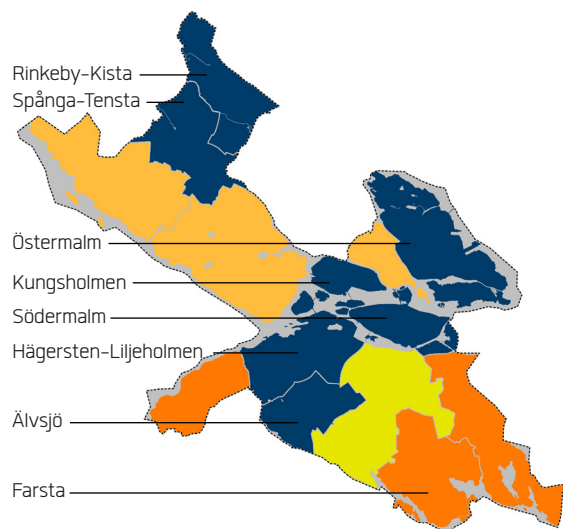 Rinkeby-Kista
Spånga-Tensta
Östermalm
Kungsholmen
Södermalm
Hägersten-Liljeholmen
Älvsjö
Farsta